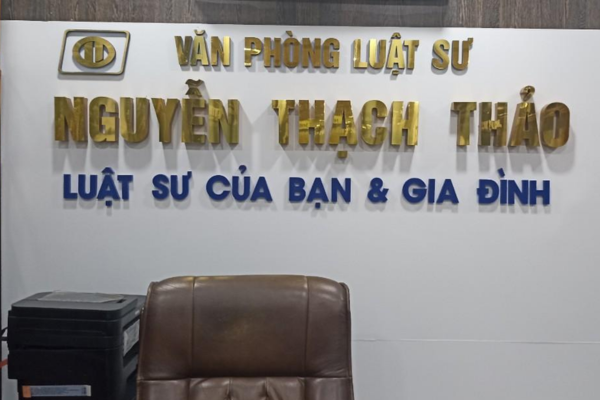 VĂN PHÒNG LUẬT SƯ
NGUYỄN THẠCH THẢO
LUẬT SƯ CỦA BẠN & GIA ĐÌNH